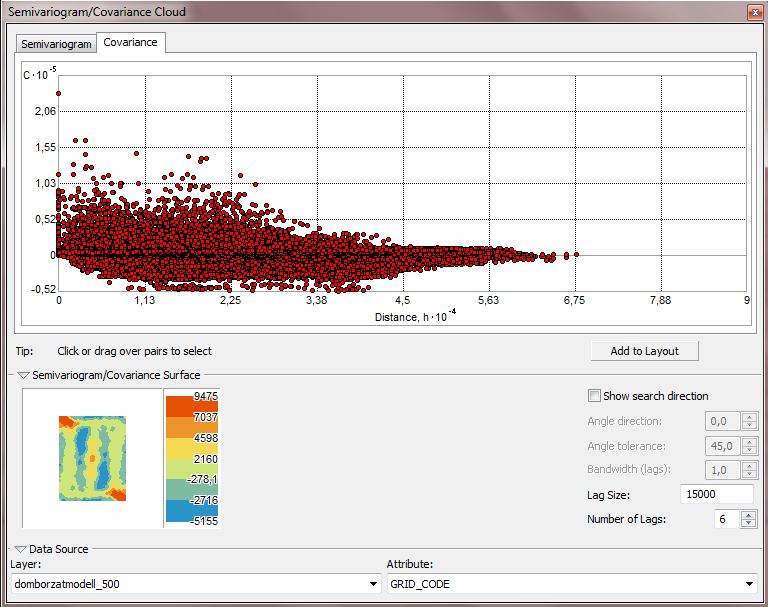 Semivariogram/Covariance Cloud
Semivariogram Covariance
C·10⁻⁵
2,06
1,55
1,03
0,52
0
-0,52
0 1,13 2,25 3,38 4,5 5,63 6,75 7,88 9
Distance, h·10⁻⁴
Tip: Click or drag over pairs to select
Add to Layout
Semivariogram/Covariance Surface
9475
7037
4598
2160
-278,1
-2716
-5155
Show search direction
Angle direction: 0,0
Angle tolerance: 45,0
Bandwidth (lags): 1,0
Lag Size: 15000
Number of Lags: 6
Data Source
Layer: Attribute:
domborzatmodell_500 GRID_CODE